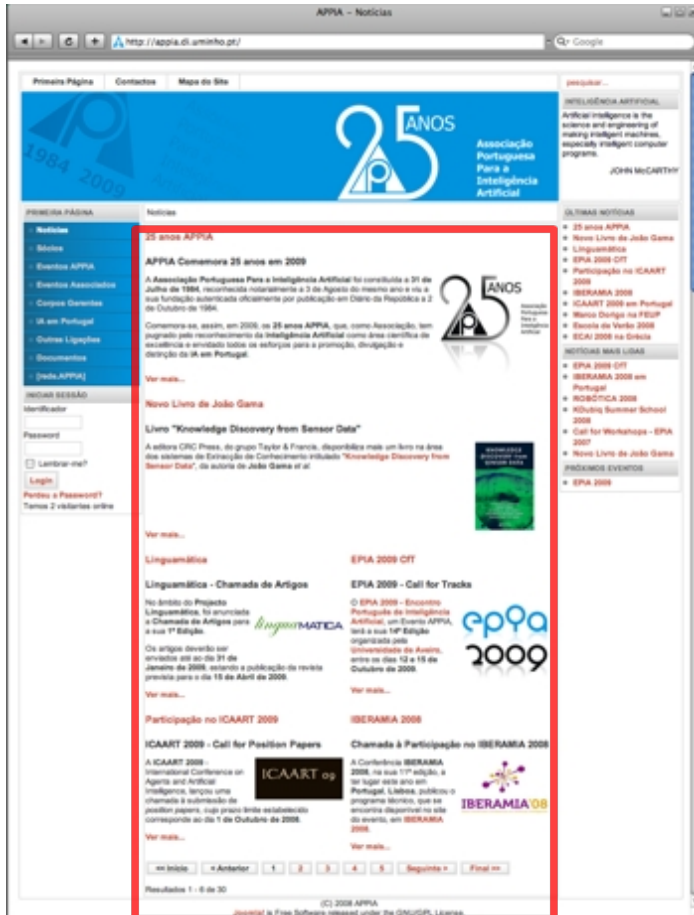 APPIA - Notícias
http://appia.di.uminho.pt/
Google
Primeira Página
Contactos
Mapa do Site
pesquisar...
1984 2009
25 ANOS
Associação
Portuguesa
Para a
Inteligência
Artificial
INTELIGÊNCIA ARTIFICIAL
Artificial Intelligence is the
science and engineering of
making intelligent machines,
especially intelligent computer
programs.
JOHN McCARTHY
PRIMEIRA PÁGINA
Notícias
Sócios
Eventos APPIA
Eventos Associados
Corpos Gerentes
IA em Portugal
Outras Ligações
Documentos
[rede.APPIA]
INICIAR SESSÃO
Identificador
Password
Lembrar-me?
Login
Perdeu a Password?
Temos 2 visitantes online
Notícias
25 anos APPIA
APPIA Comemora 25 anos em 2009
A Associação Portuguesa Para a Inteligência Artificial foi constituída a 31 de
Julho de 1984, reconhecida notarialmente a 3 de Agosto do mesmo ano e viu a
sua fundação autenticada oficialmente por publicação em Diário da República a 2
de Outubro de 1984.
Comemora-se, assim, em 2009, os 25 anos APPIA, que, como Associação, tem
pugnado pelo reconhecimento da Inteligência Artificial como área científica de
excelência e envidado todos os esforços para a promoção, divulgação e
distinção da IA em Portugal.
25 ANOS
Associação
Portuguesa
Para a
Inteligência
Artificial
Ver mais...
Novo Livro de João Gama
Livro "Knowledge Discovery from Sensor Data"
A editora CRC Press, do grupo Taylor & Francis, disponibiliza mais um livro na área
dos sistemas de Extracção de Conhecimento intitulado "Knowledge Discovery from
Sensor Data", da autoria de João Gama et al
KNOWLEDGE
DISCOVERY FROM
SENSOR DATA
Ver mais...
Linguamática
Linguamática - Chamada de Artigos
No âmbito do Projecto
Linguamática, foi anunciada
a Chamada de Artigos para
a sua 1ª Edição.
linguaMATICA
Os artigos deverão ser
enviados até ao dia 31 de
Janeiro de 2009, estando a publicação da revista
prevista para o dia 15 de Abril de 2009.
Ver mais...
EPIA 2009 CfT
EPIA 2009 - Call for Tracks
O EPIA 2009 - Encontro
Português de Inteligência
Artificial, um Evento APPIA,
terá a sua 14ª Edição
organizada pela
Universidade de Aveiro,
entre os dias 12 e 15 de
Outubro de 2009.
epia
2009
Ver mais...
Participação no ICAART 2009
ICAART 2009 - Call for Position Papers
A ICAART 2009 -
International Conference on
Agents and Artificial
Intelligence, lançou uma
chamada à submissão de
position papers, cujo prazo limite estabelecido
corresponde ao dia 1 de Outubro de 2008.
ICAART 09
Ver mais...
IBERAMIA 2008
Chamada à Participação no IBERAMIA 2008
A Conferência IBERAMIA
2008, na sua 11ª edição, a
ter lugar este ano em
Portugal, Lisboa, publicou o
programa técnico, que se
encontra disponível no site
do evento, em IBERAMIA
2008.
IBERAMIA'08
Ver mais...
<< Início < Anterior 1 2 3 4 5 Seguinte > Final >>
Resultados 1 - 6 de 30
(C) 2008 APPIA
Joomla! is Free Software released under the GNU/GPL License.
ÚLTIMAS NOTÍCIAS
25 anos APPIA
Novo Livro de João Gama
Linguamática
EPIA 2009 CfT
Participação no ICAART
2009
IBERAMIA 2008
ICAART 2009 em Portugal
Marco Dorigo na FEUP
Escola de Verão 2008
ECAI 2008 na Grécia
NOTÍCIAS MAIS LIDAS
EPIA 2009 CfT
IBERAMIA 2008 em
Portugal
ROBÓTICA 2008
KDubiq Summer School
2008
Call for Workshops - EPIA
2007
Novo Livro de João Gama
PRÓXIMOS EVENTOS
EPIA 2009